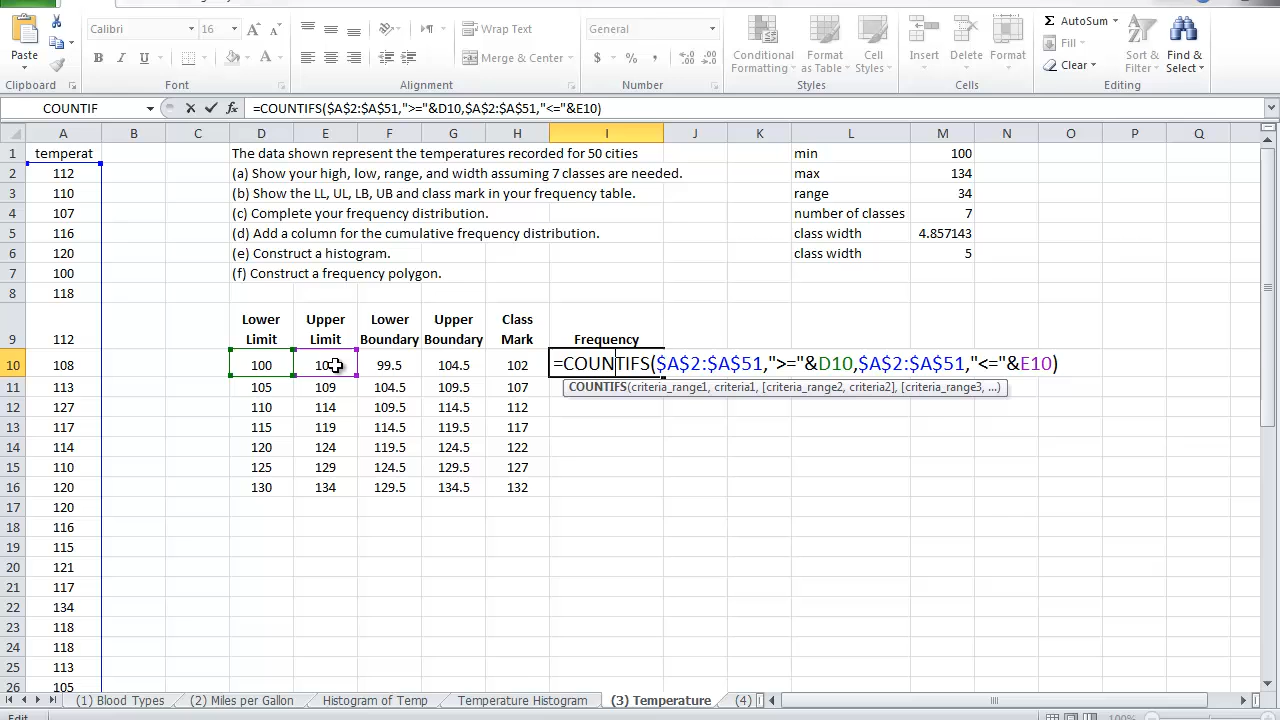 Calibri 16 Wrap Text General AutoSum
Paste B I U Merge & Center $ % , Conditional Formatting Format as Table Cell Styles Insert Delete Format Fill Clear Sort & Filter Find & Select
Clipboard Font Alignment Number Styles Cells Editing
COUNTIF =COUNTIFS($A$2:$A$51,">="&D10,$A$2:$A$51,"<="&E10)
A B C D E F G H I J K L M N O P Q
1 temperat The data shown represent the temperatures recorded for 50 cities min 100
2 112 (a) Show your high, low, range, and width assuming 7 classes are needed. max 134
3 110 (b) Show the LL, UL, LB, UB and class mark in your frequency table. range 34
4 107 (c) Complete your frequency distribution. number of classes 7
5 116 (d) Add a column for the cumulative frequency distribution. class width 4.857143
6 120 (e) Construct a histogram. class width 5
7 100 (f) Construct a frequency polygon.
8 118
Lower Upper Lower Upper Class
9 112 Limit Limit Boundary Boundary Mark Frequency
10 108 100 99.5 104.5 102 =COUNTIFS($A$2:$A$51,">="&D10,$A$2:$A$51,"<="&E10)
11 113 105 109 104.5 109.5 107 COUNTIFS(criteria_range1, criteria1, [criteria_range2, criteria2], [criteria_range3, ...)
12 127 110 114 109.5 114.5 112
13 117 115 119 114.5 119.5 117
14 114 120 124 119.5 124.5 122
15 110 125 129 124.5 129.5 127
16 120 130 134 129.5 134.5 132
17 120
18 116
19 115
20 121
21 117
22 134
23 118
24 118
25 113
26 105
(1) Blood Types (2) Miles per Gallon Histogram of Temp Temperature Histogram (3) Temperature (4)
Edit 100%